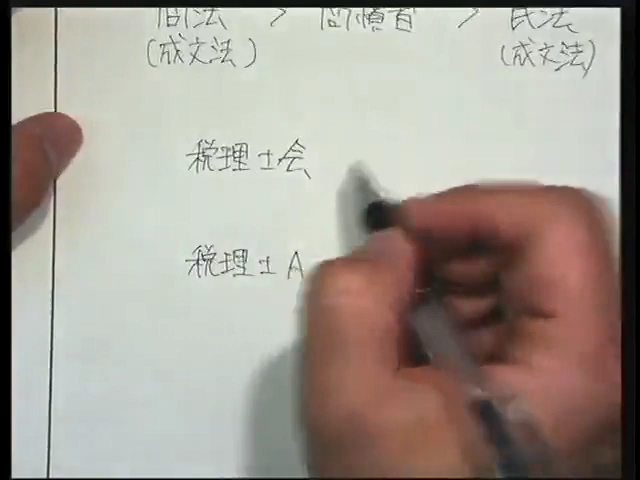 商法 > 商慣習 > 民法
(成文法) (成文法)
税理士会
税理士A